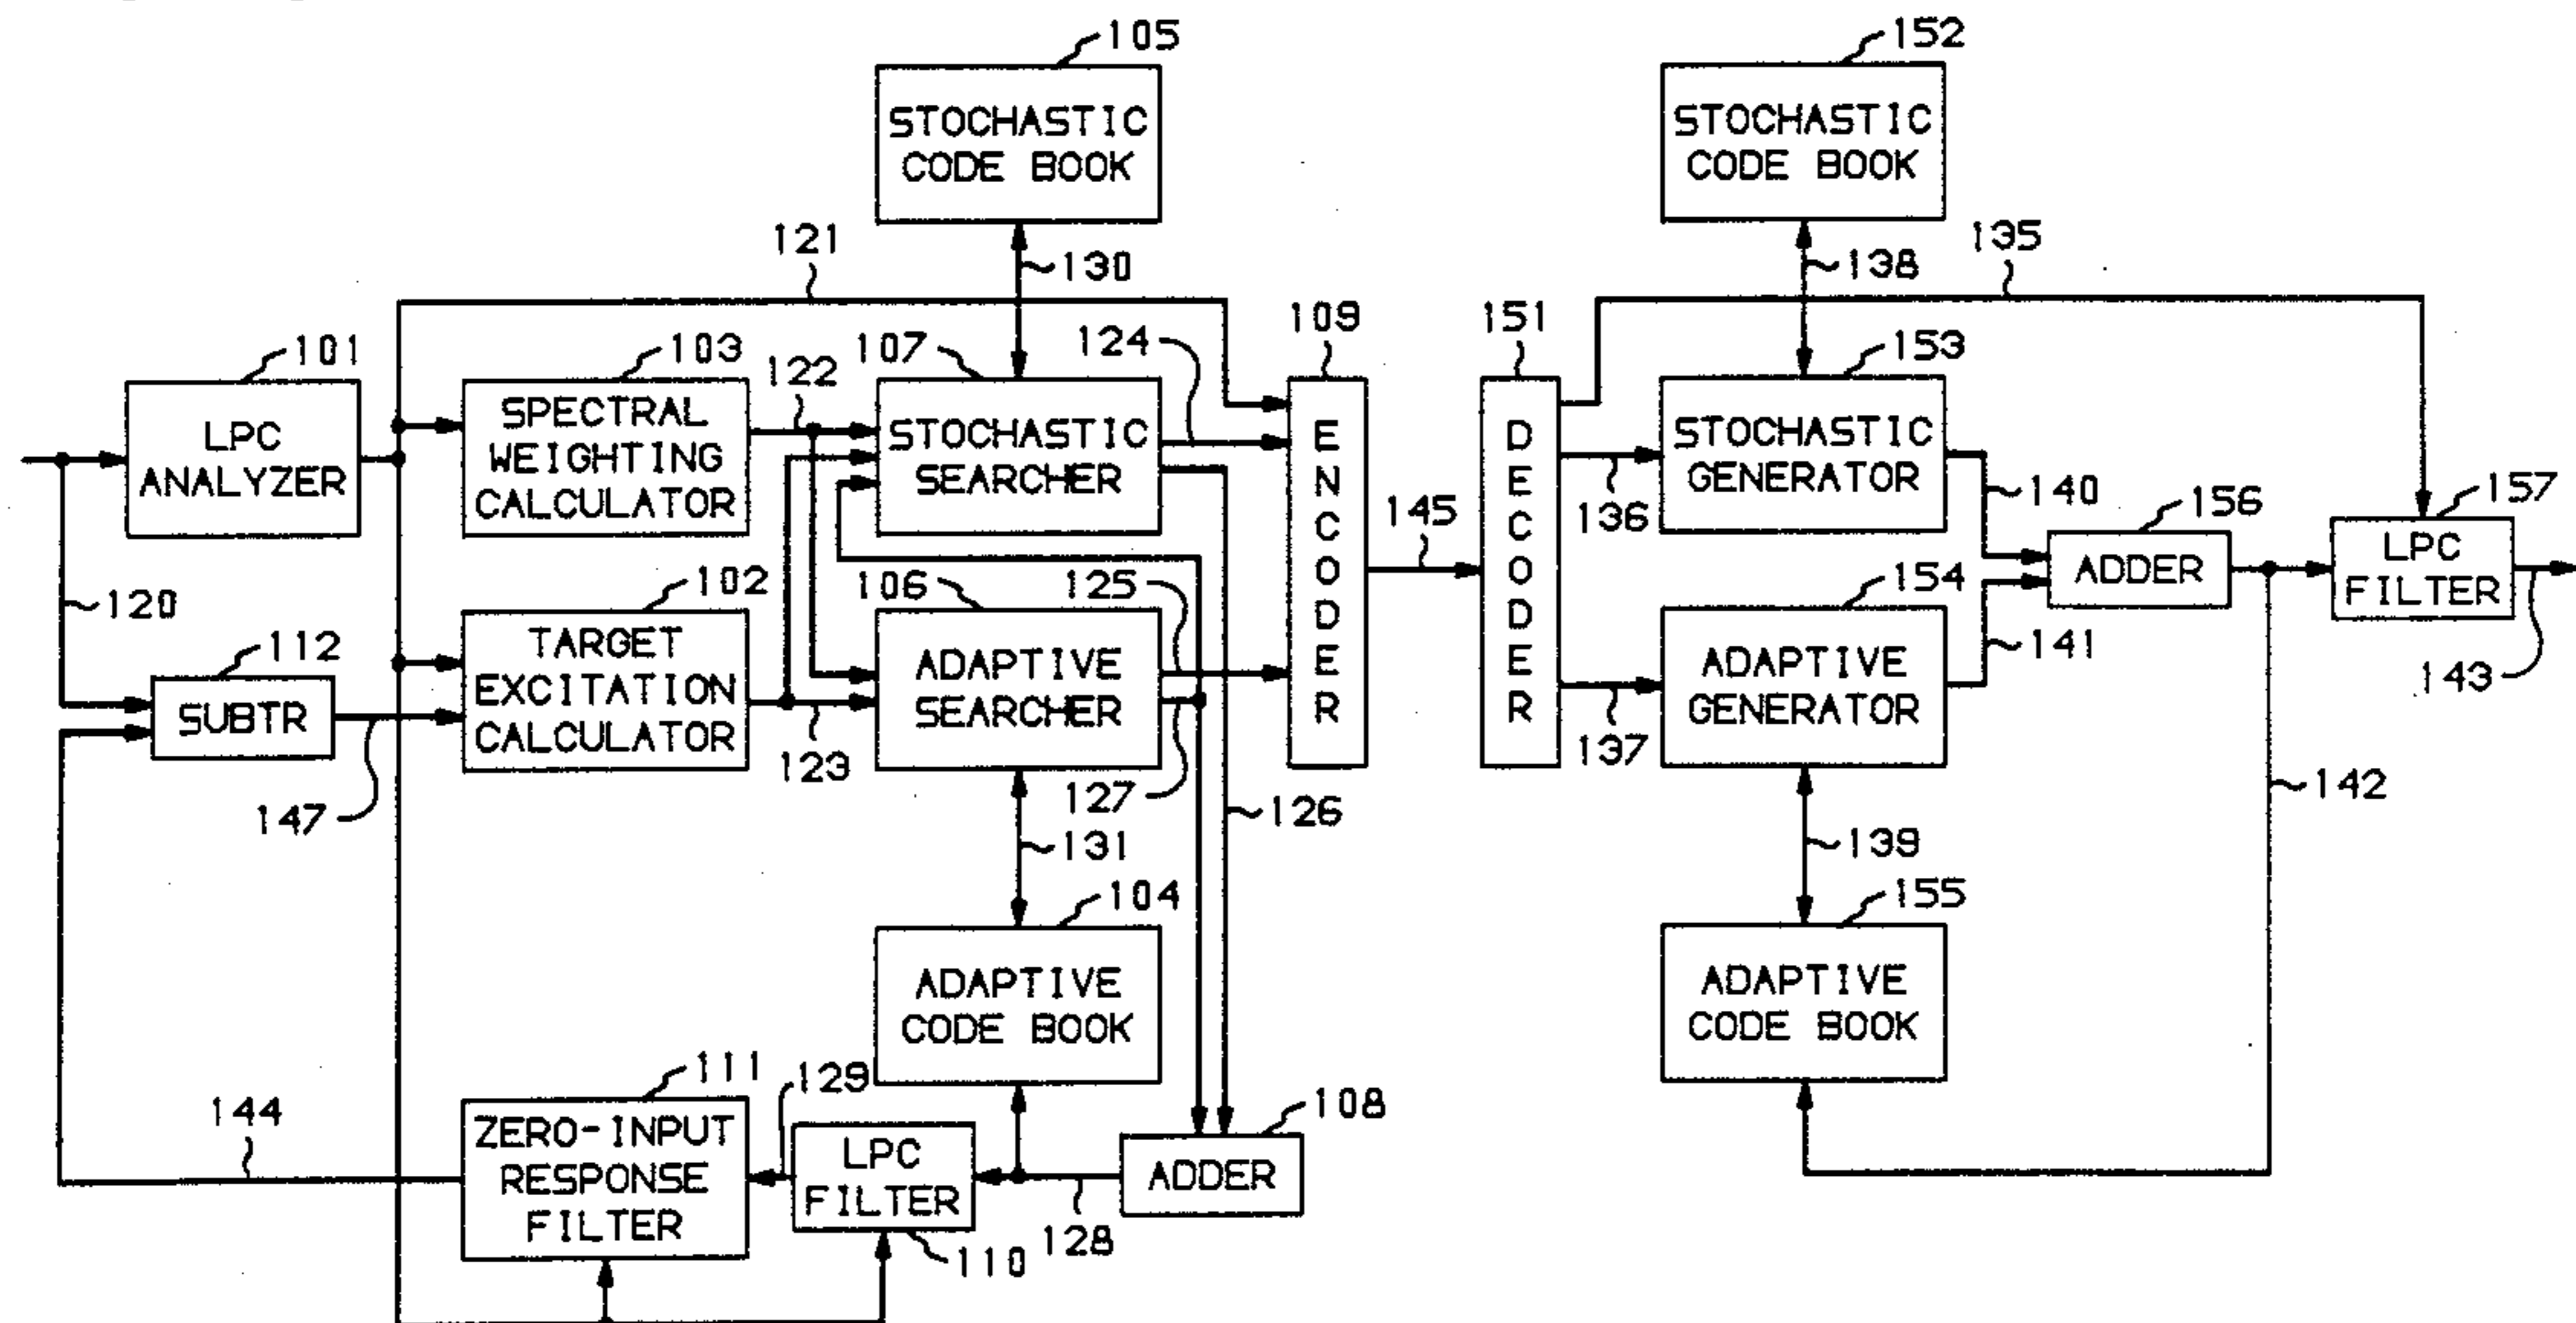 105
STOCHASTIC
CODE BOOK
152
STOCHASTIC
CODE BOOK
121
130
138
135
101
LPC
ANALYZER
103
SPECTRAL
WEIGHTING
CALCULATOR
122
107
STOCHASTIC
SEARCHER
124
109
ENCODER
151
DECODER
153
STOCHASTIC
GENERATOR
136
145
140
156
ADDER
157
LPC
FILTER
143
120
112
SUBTR
147
102
TARGET
EXCITATION
CALCULATOR
123
106
ADAPTIVE
SEARCHER
125
127
126
137
154
ADAPTIVE
GENERATOR
141
142
131
104
ADAPTIVE
CODE BOOK
139
155
ADAPTIVE
CODE BOOK
144
111
ZERO-INPUT
RESPONSE
FILTER
129
LPC
FILTER
110
128
108
ADDER